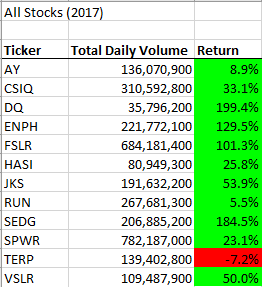 All Stocks (2017)
Ticker Total Daily Volume Return
AY 136,070,900 8.9%
CSIQ 310,592,800 33.1%
DQ 35,796,200 199.4%
ENPH 221,772,100 129.5%
FSLR 684,181,400 101.3%
HASI 80,949,300 25.8%
JKS 191,632,200 53.9%
RUN 267,681,300 5.5%
SEDG 206,885,200 184.5%
SPWR 782,187,000 23.1%
TERP 139,402,800 -7.2%
VSLR 109,487,900 50.0%